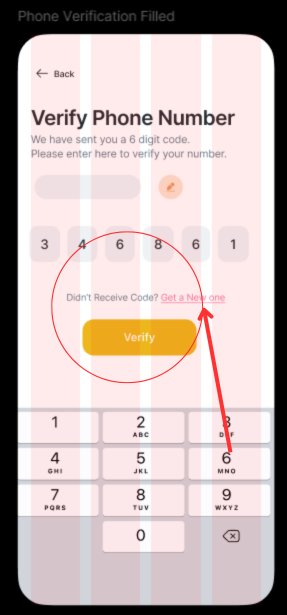 Phone Verification Filled
Back
Verify Phone Number
We have sent you a 6 digit code.
Please enter here to verify your number.
3 4 6 8 6 1
Didn't Receive Code? Get a New one
Verify
1 2 3
ABC DEF
4 5 6
GHI JKL MNO
7 8 9
PQRS TUV WXYZ
0